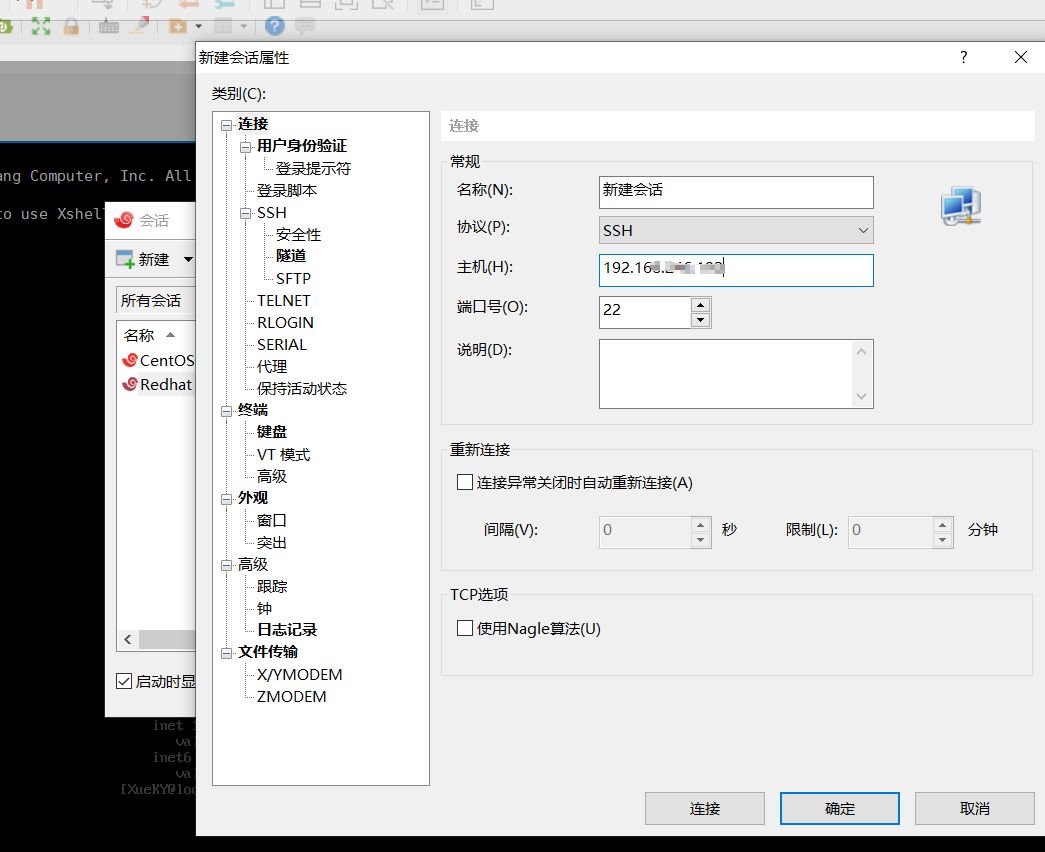 新建会话属性
?
类别(C):
连接
用户身份验证
登录提示符
登录脚本
SSH
安全性
隧道
SFTP
TELNET
RLOGIN
SERIAL
代理
保持活动状态
终端
键盘
VT 模式
高级
外观
窗口
突出
高级
跟踪
钟
日志记录
文件传输
X/YMODEM
ZMODEM
连接
常规
名称(N): 新建会话
协议(P): SSH
主机(H): 192.16
端口号(O): 22
说明(D):
重新连接
连接异常关闭时自动重新连接(A)
间隔(V): 0 秒 限制(L): 0 分钟
TCP选项
使用Nagle算法(U)
连接 确定 取消
Computer, Inc. All
to use Xshell
会话
新建
所有会话
名称
CentOS
Redhat
启动时显
inet
inet6
[XueKY@loc